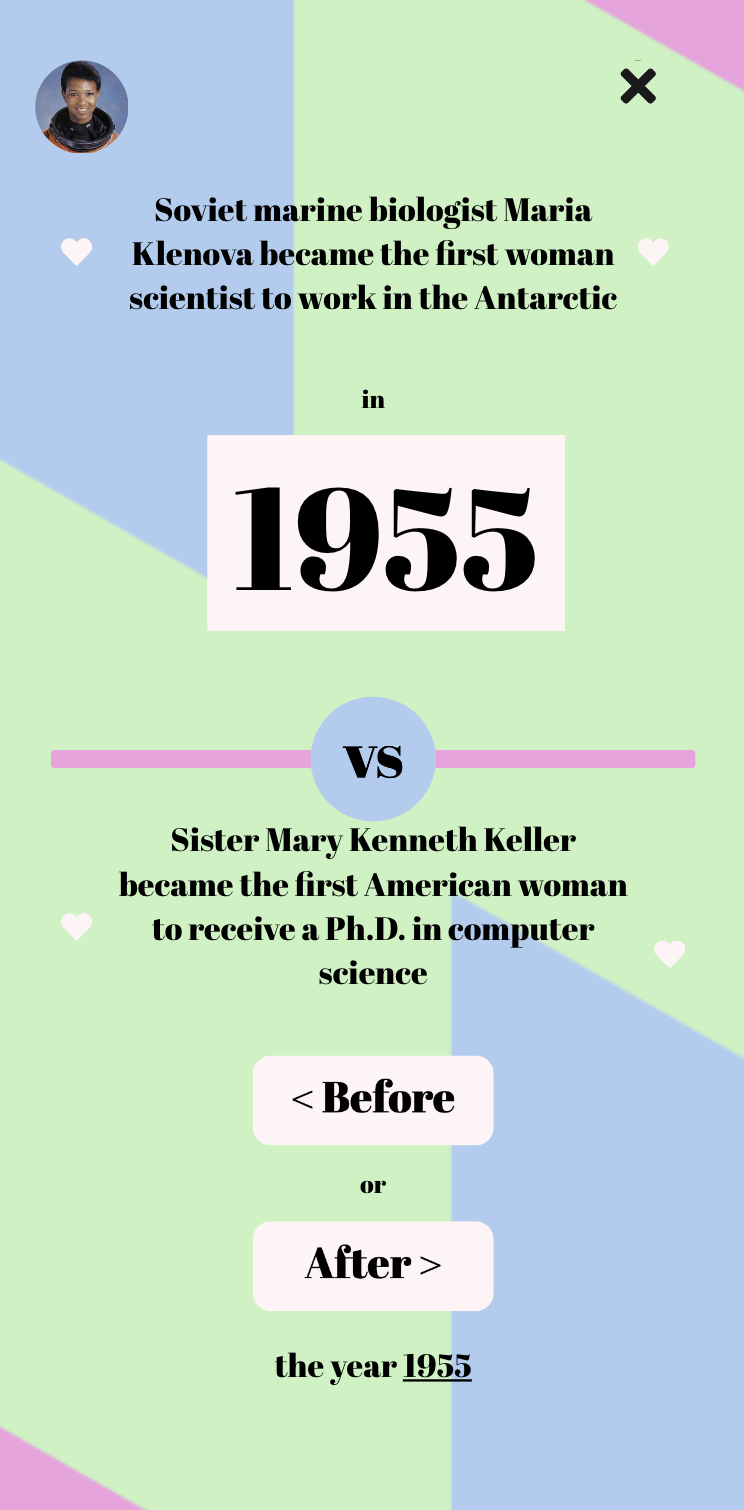 Soviet marine biologist Maria
Klenova became the first woman
scientist to work in the Antarctic
in
1955
vs
Sister Mary Kenneth Keller
became the first American woman
to receive a Ph.D. in computer
science
< Before
or
After >
the year 1955